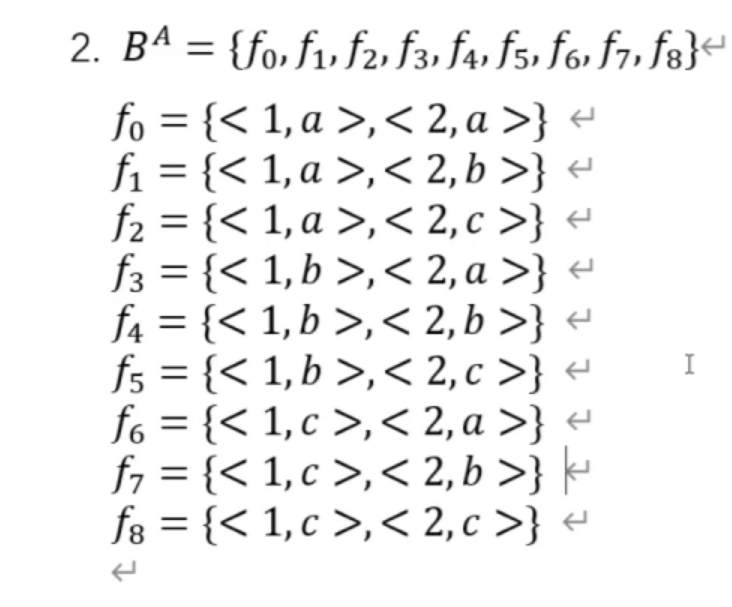 2. Bᴬ = {f₀, f₁, f₂, f₃, f₄, f₅, f₆, f₇, f₈}↵
f₀ = {< 1, a >, < 2, a >} ↵
f₁ = {< 1, a >, < 2, b >} ↵
f₂ = {< 1, a >, < 2, c >} ↵
f₃ = {< 1, b >, < 2, a >} ↵
f₄ = {< 1, b >, < 2, b >} ↵
f₅ = {< 1, b >, < 2, c >} ↵
f₆ = {< 1, c >, < 2, a >} ↵
f₇ = {< 1, c >, < 2, b >} ↵
f₈ = {< 1, c >, < 2, c >} ↵
↵